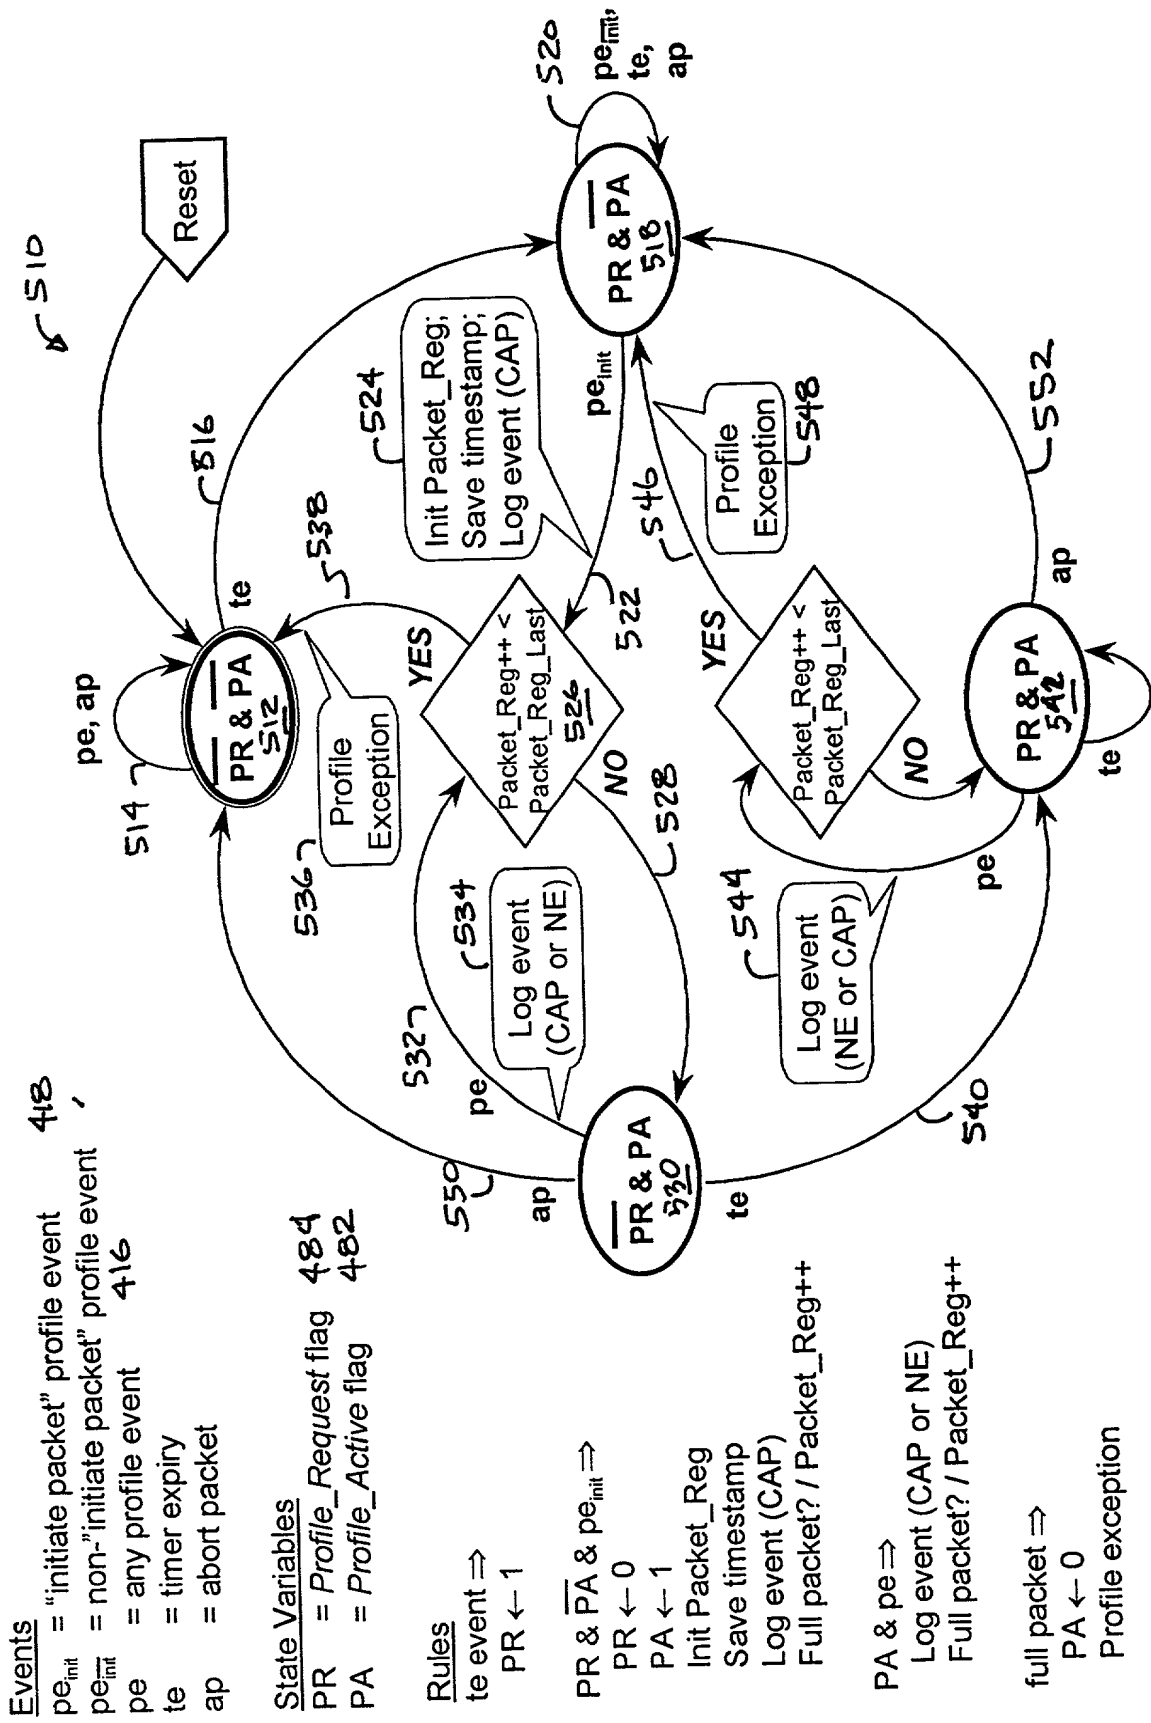 Events
pe_init = "initiate packet" profile event 418
pe_i̅n̅i̅t̅ = non-"initiate packet" profile event ,
pe = any profile event 416
te = timer expiry
ap = abort packet
State Variables
PR = Profile_Request flag 484
PA = Profile_Active flag 482
Rules
te event ⇒
PR ← 1
PR & P̅A̅ & pe_init ⇒
PR ← 0
PA ← 1
Init Packet_Reg
Save timestamp
Log event (CAP)
Full packet? / Packet_Reg++
PA & pe ⇒
Log event (CAP or NE)
Full packet? / Packet_Reg++
full packet ⇒
PA ← 0
Profile exception
510
Reset
pe, ap
514
P̅R̅ & P̅A̅
512
te
516
538
536
Profile
Exception
524
Init Packet_Reg;
Save timestamp;
Log event (CAP)
520
pe_i̅n̅i̅t̅,
te,
ap
PR & P̅A̅
518
pe_init
522
YES
Packet_Reg++ <
Packet_Reg_Last
526
NO
528
550
ap
pe
532
534
Log event
(CAP or NE)
P̅R̅ & PA
530
te
540
546
Profile
Exception
548
YES
Packet_Reg++ <
Packet_Reg_Last
NO
544
Log event
(NE or CAP)
pe
PR & PA
542
te
ap
552